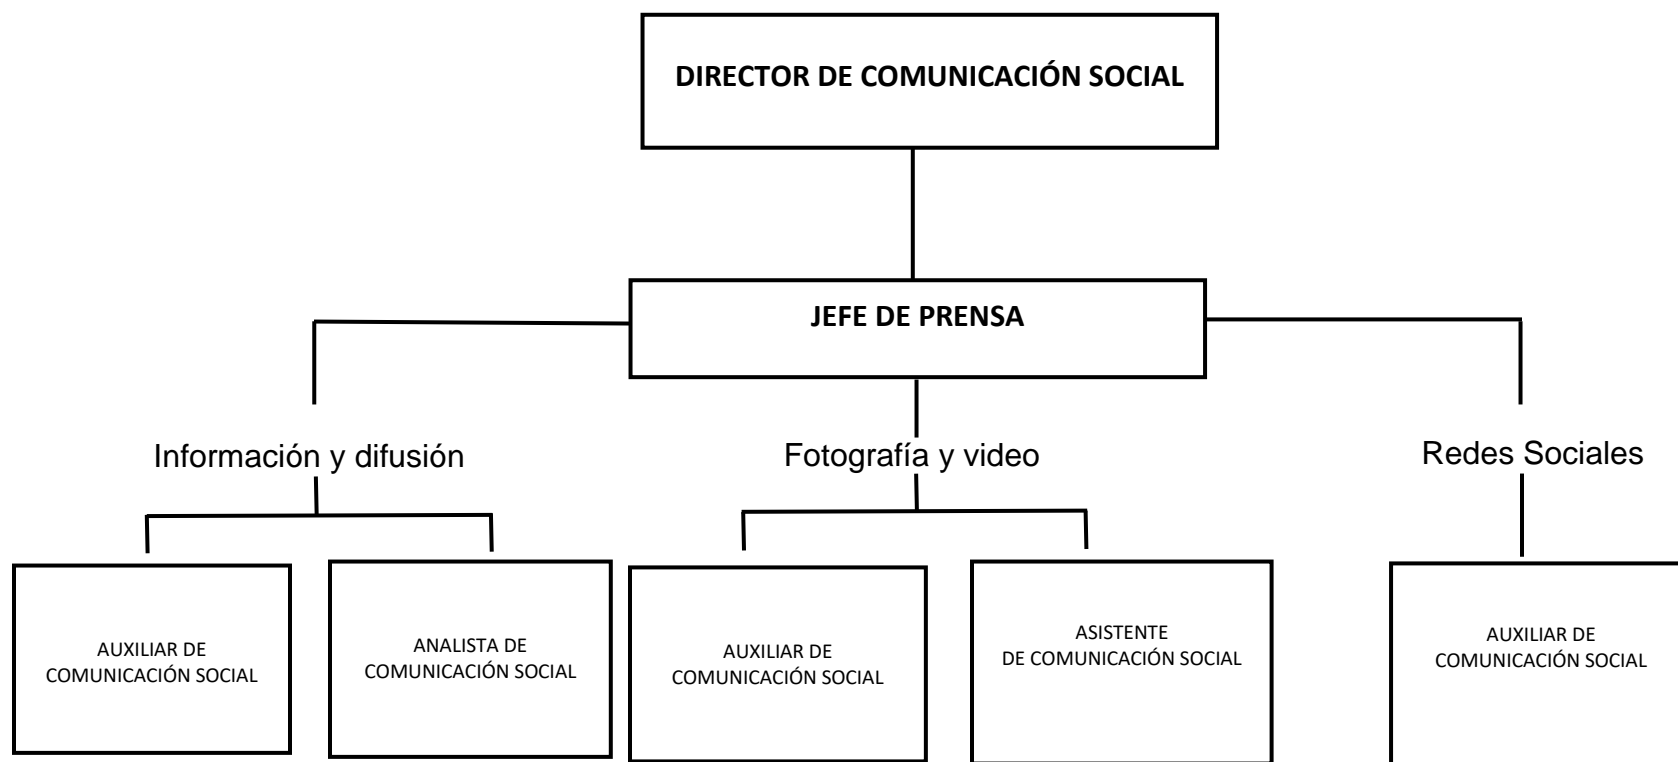 DIRECTOR DE COMUNICACIÓN SOCIAL
JEFE DE PRENSA
Información y difusión
Fotografía y video
Redes Sociales
AUXILIAR DE
COMUNICACIÓN SOCIAL
ANALISTA DE
COMUNICACIÓN SOCIAL
AUXILIAR DE
COMUNICACIÓN SOCIAL
ASISTENTE
DE COMUNICACIÓN SOCIAL
AUXILIAR DE
COMUNICACIÓN SOCIAL